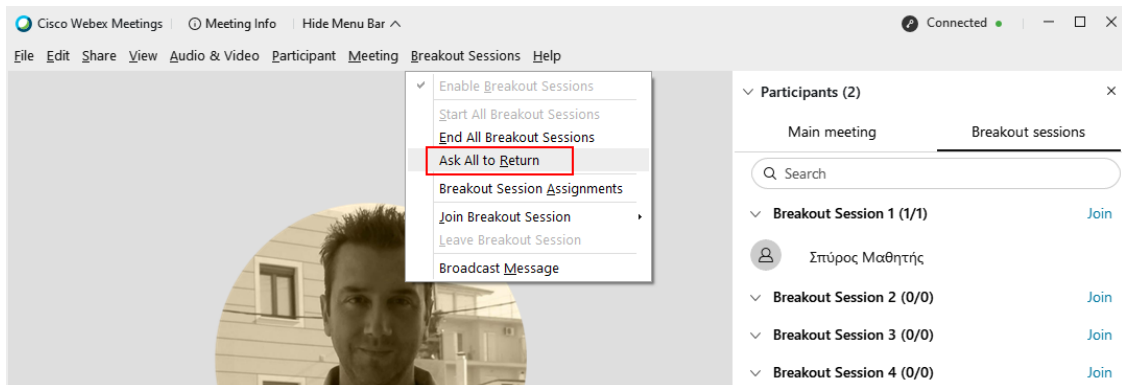 Cisco Webex Meetings Meeting Info Hide Menu Bar Connected
File Edit Share View Audio & Video Participant Meeting Breakout Sessions Help
Enable Breakout Sessions
Start All Breakout Sessions
End All Breakout Sessions
Ask All to Return
Breakout Session Assignments
Join Breakout Session
Leave Breakout Session
Broadcast Message
Participants (2)
Main meeting Breakout sessions
Search
Breakout Session 1 (1/1) Join
Σπύρος Μαθητής
Breakout Session 2 (0/0) Join
Breakout Session 3 (0/0) Join
Breakout Session 4 (0/0) Join